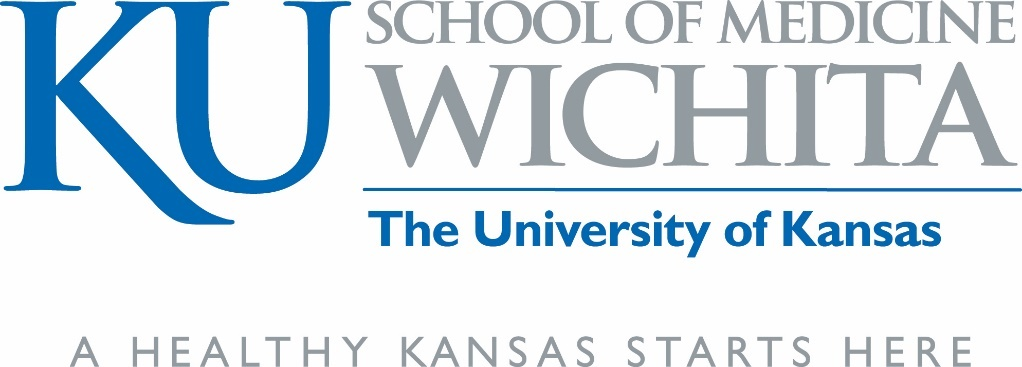 KU
SCHOOL OF MEDICINE
WICHITA
The University of Kansas
A HEALTHY KANSAS STARTS HERE